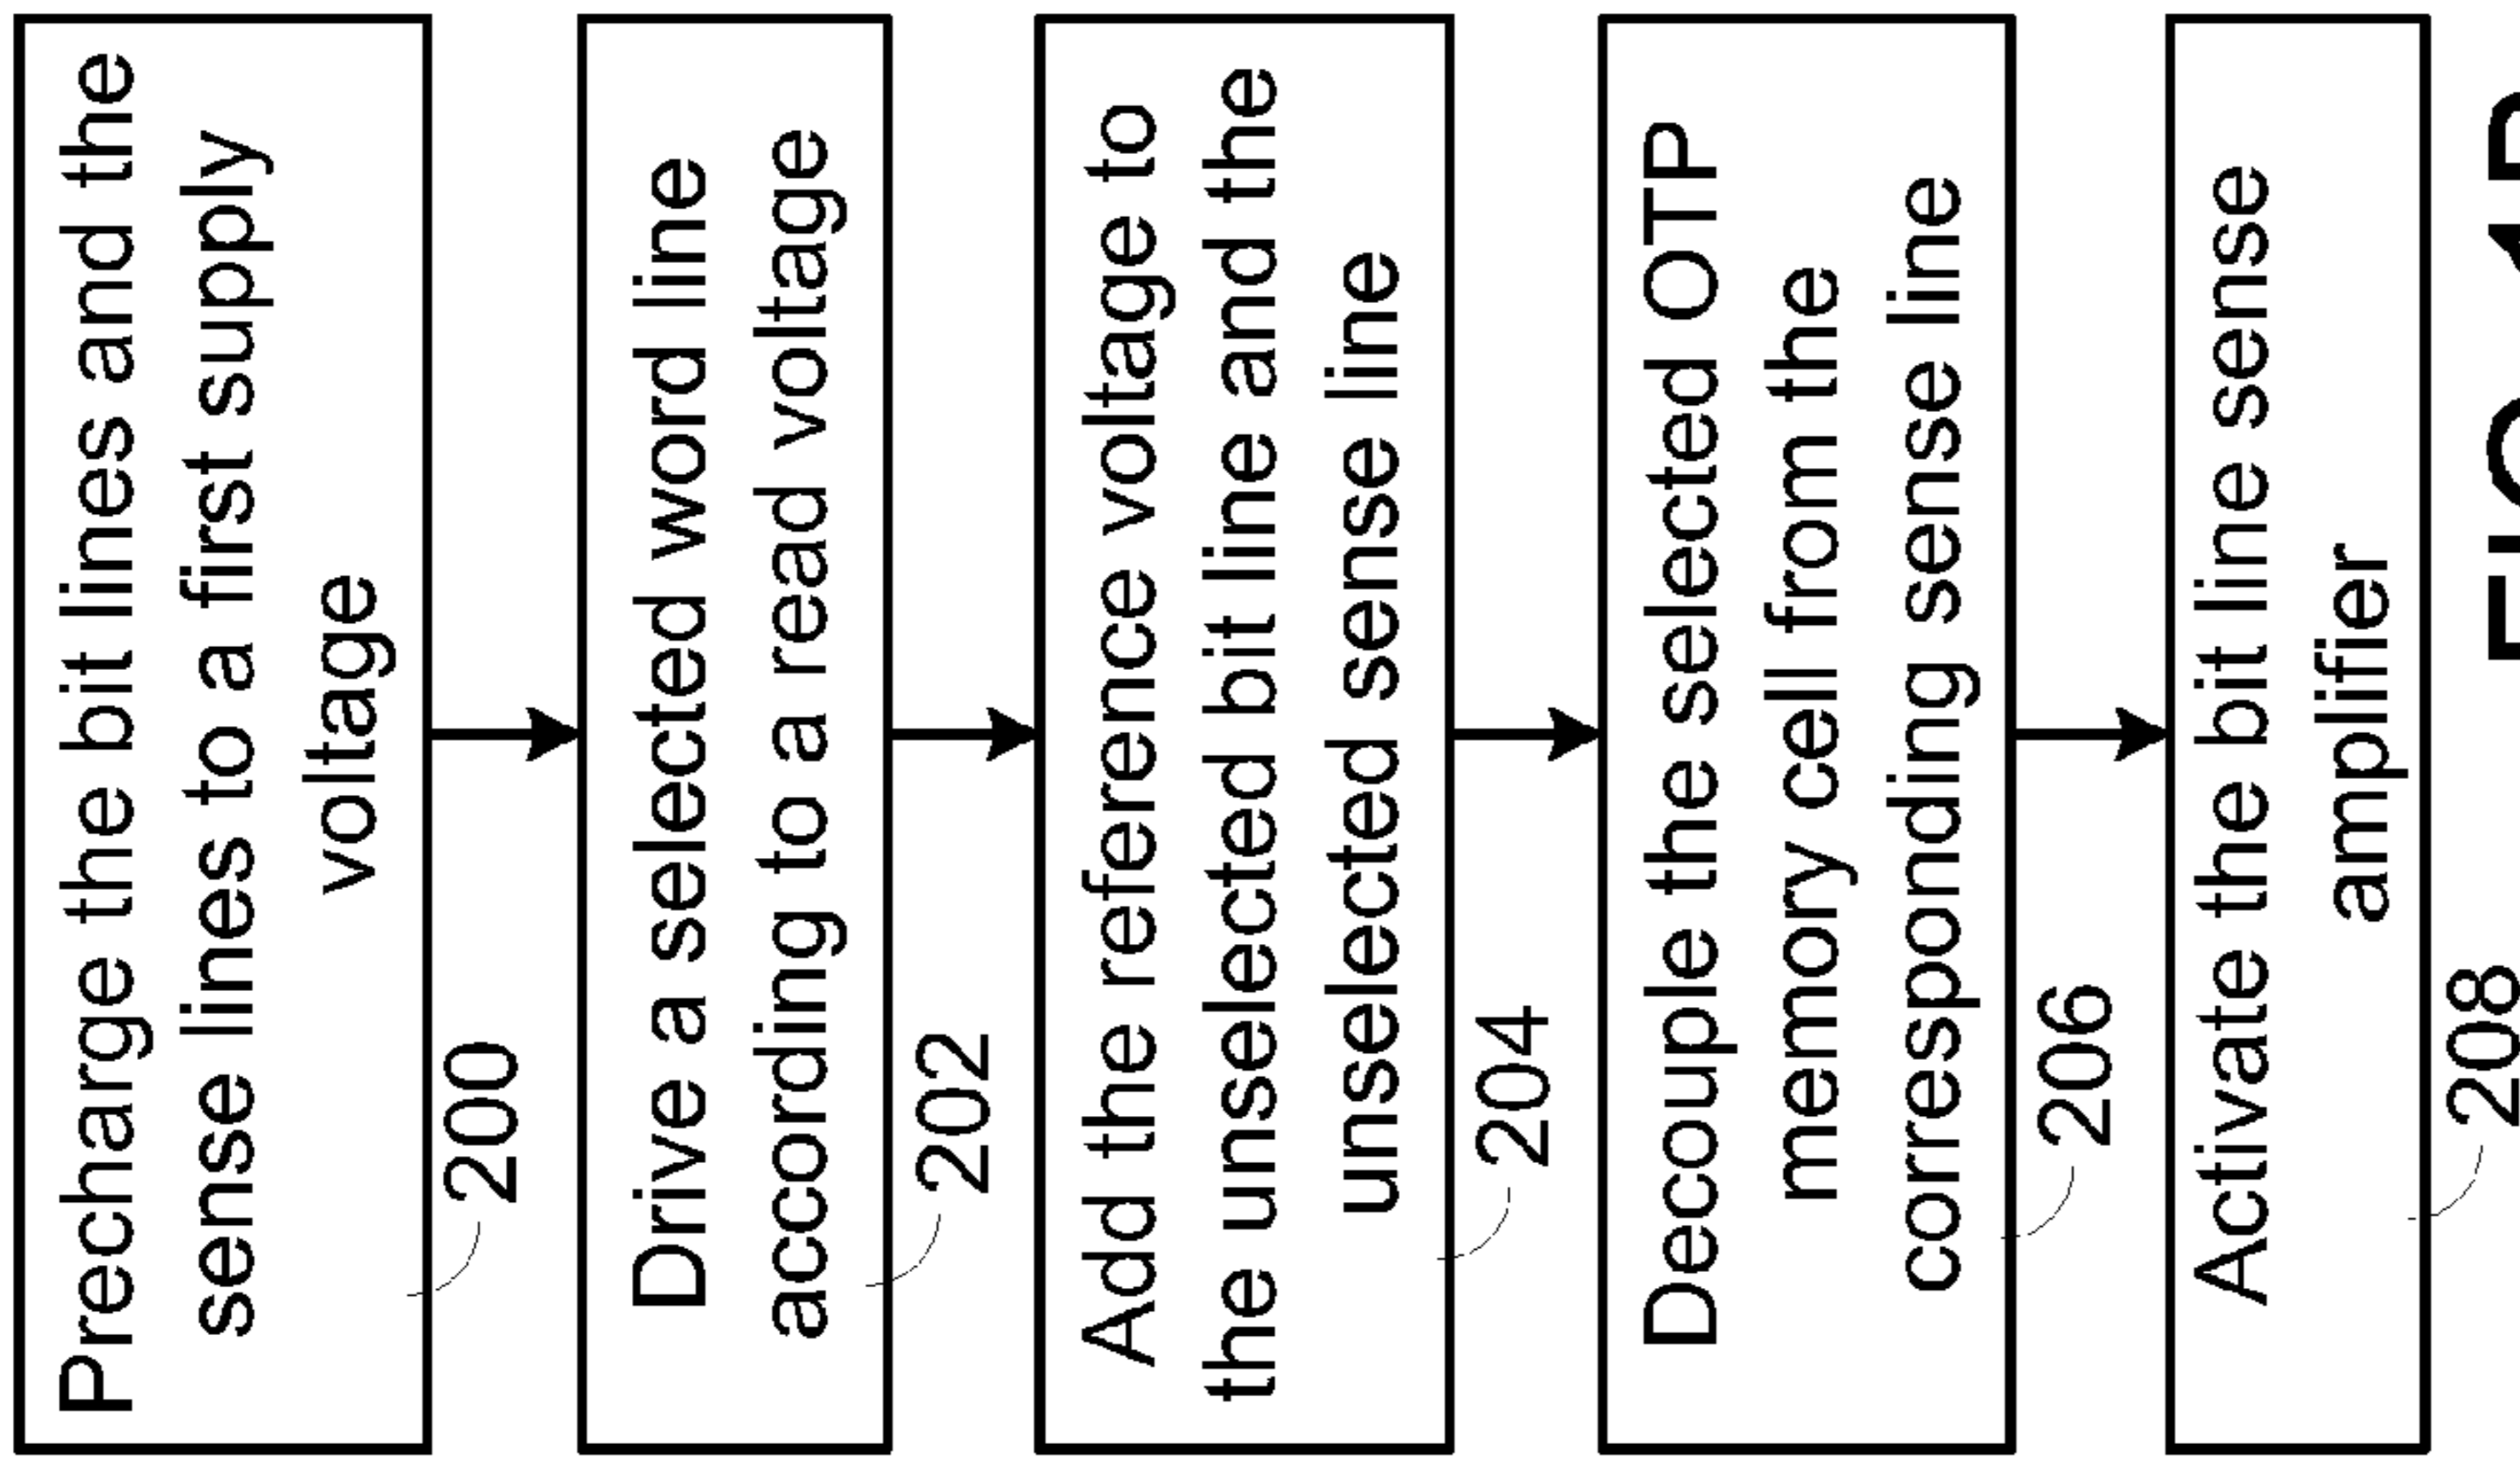 Precharge the bit lines and the
sense lines to a first supply
voltage
200
Drive a selected word line
according to a read voltage
202
Add the reference voltage to
the unselected bit line and the
unselected sense line
204
Decouple the selected OTP
memory cell from the
corresponding sense line
206
Activate the bit line sense
amplifier
208